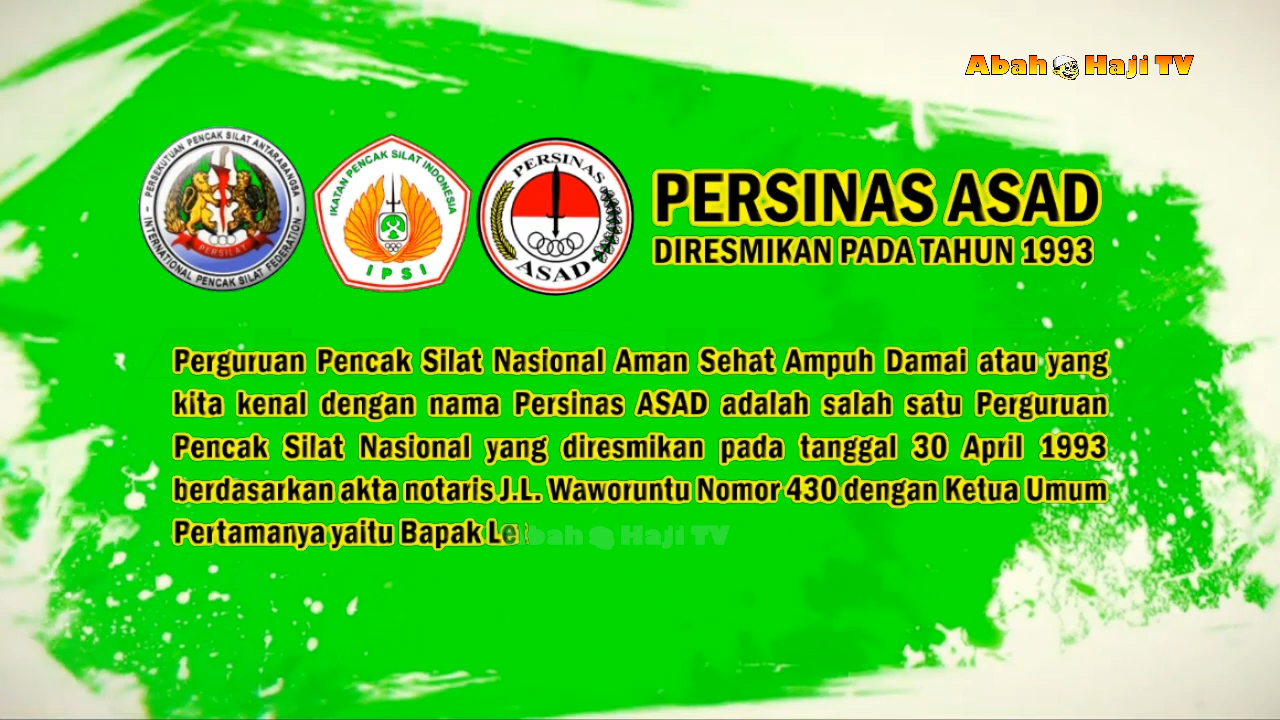 Abah Haji TV
PERSEKUTUAN PENCAK SILAT ANTARABANGSA
PERSILAT
INTERNATIONAL PENCAK SILAT FEDERATION
IKATAN PENCAK SILAT INDONESIA
IPSI
PERSINAS
ASAD
PERSINAS ASAD
DIRESMIKAN PADA TAHUN 1993
Perguruan Pencak Silat Nasional Aman Sehat Ampuh Damai atau yang
kita kenal dengan nama Persinas ASAD adalah salah satu Perguruan
Pencak Silat Nasional yang diresmikan pada tanggal 30 April 1993
berdasarkan akta notaris J.L. Waworuntu Nomor 430 dengan Ketua Umum
Pertamanya yaitu Bapak Le
Abah Haji TV